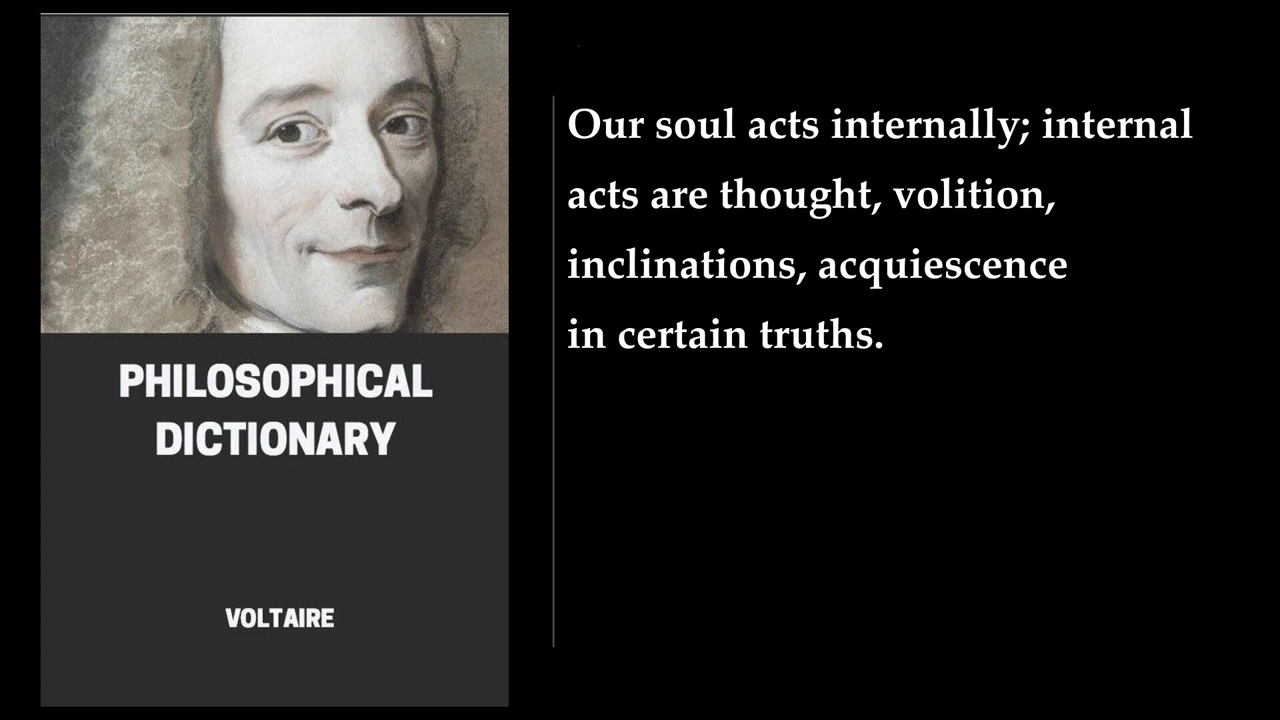 PHILOSOPHICAL
DICTIONARY
VOLTAIRE
Our soul acts internally; internal
acts are thought, volition,
inclinations, acquiescence
in certain truths.